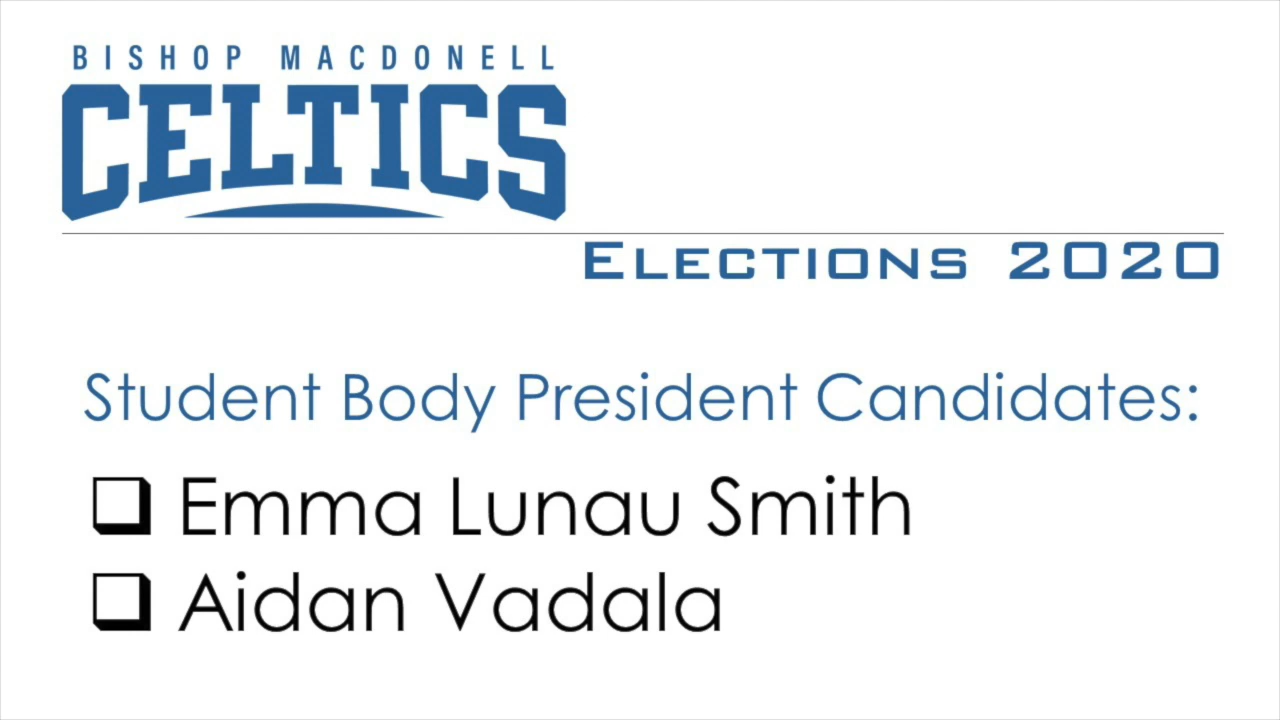 BISHOP MACDONELL
CELTICS
ELECTIONS 2020
Student Body President Candidates:
❑ Emma Lunau Smith
❑ Aidan Vadala